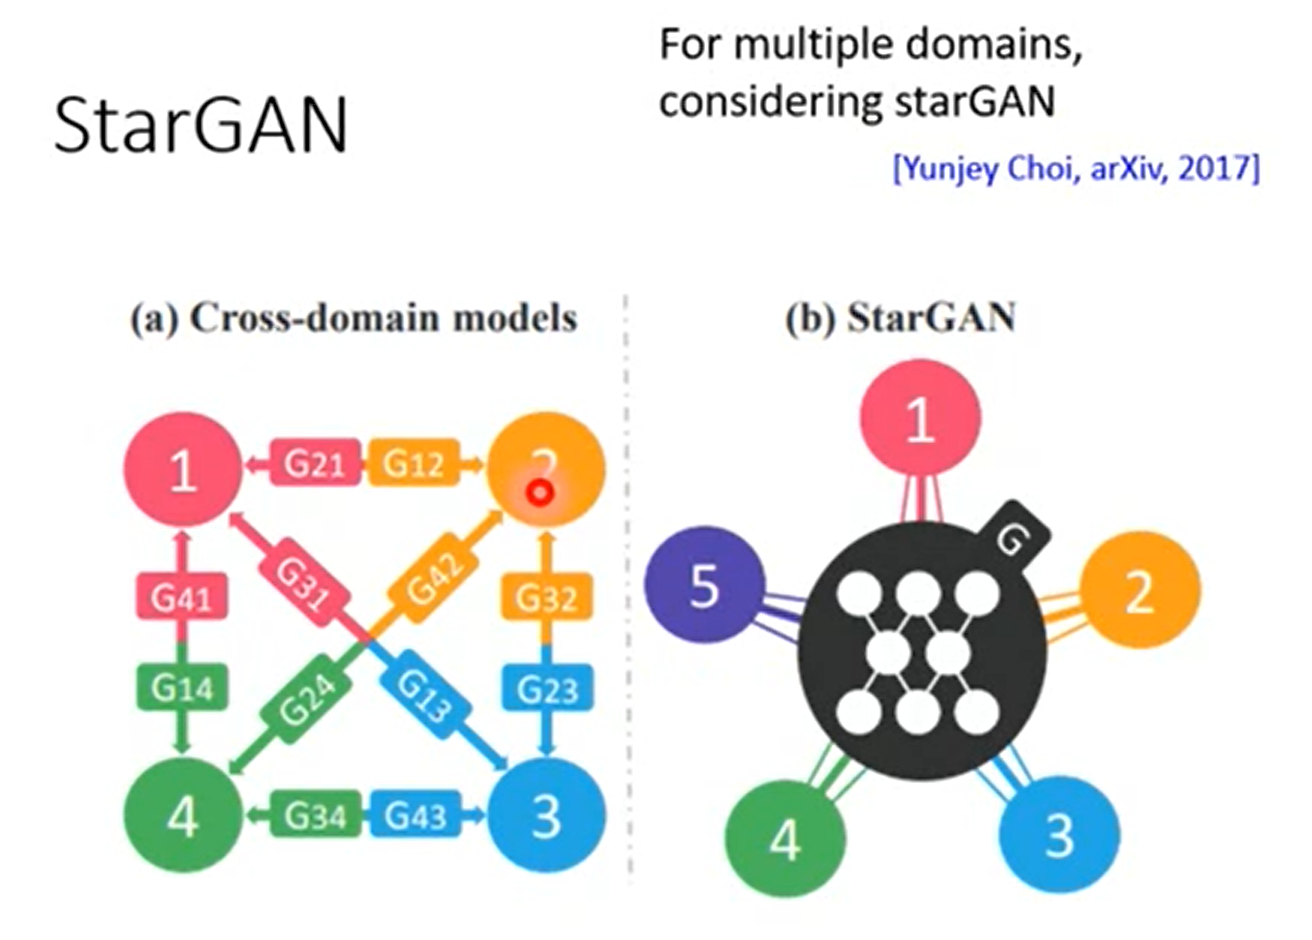 StarGAN
For multiple domains,
considering starGAN
[Yunjey Choi, arXiv, 2017]
(a) Cross-domain models
1
G21
G12
G41
G31
G42
G32
G14
G24
G13
G23
4
G34
G43
3
(b) StarGAN
1
G
5
2
4
3